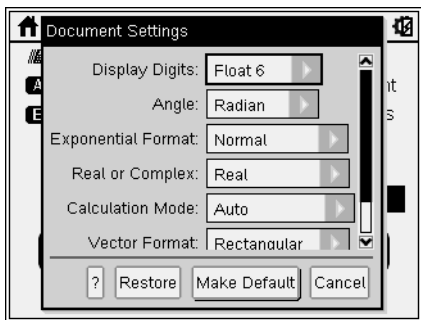 Document Settings
Display Digits: Float 6
Angle: Radian
Exponential Format: Normal
Real or Complex: Real
Calculation Mode: Auto
Vector Format: Rectangular
? Restore Make Default Cancel